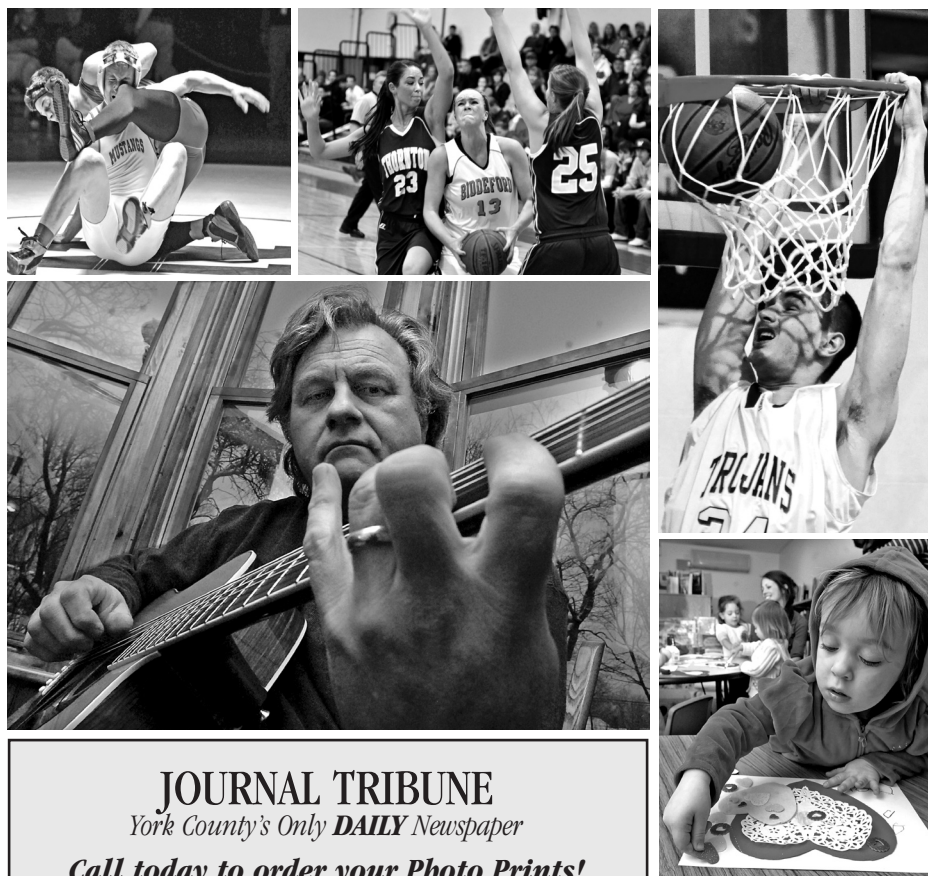 MUSTANGS
THORNTON
23
BIDDEFORD
13
25
TROJANS
JOURNAL TRIBUNE
York County's Only DAILY Newspaper
Call today to order your Photo Prints!